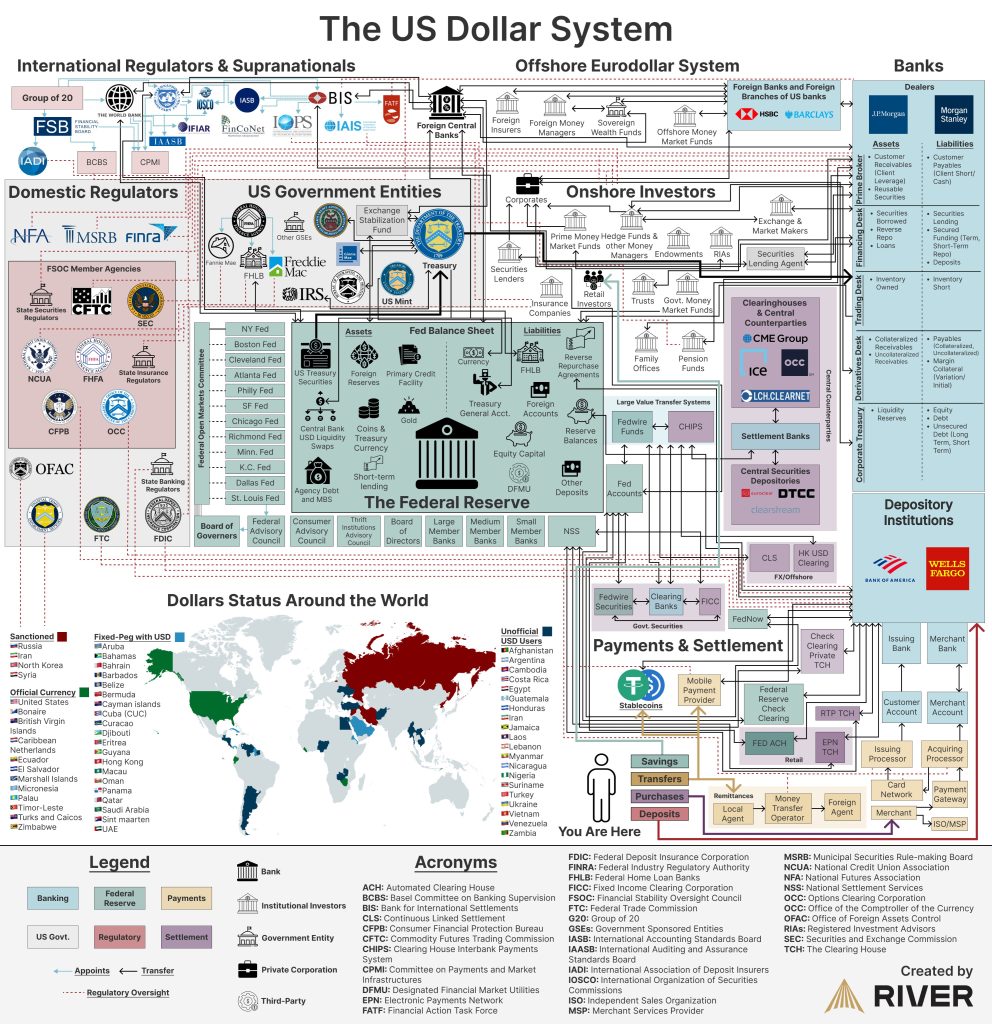 The US Dollar System
International Regulators & Supranationals
Offshore Eurodollar System
Banks
Group of 20
THE WORLD BANK
IOSCO
IASB
BIS
FATF
FSB FINANCIAL STABILITY BOARD
IFIAR
IAASB
FinCoNet
IOPS
IAIS
IADI
BCBS
CPMI
Foreign Central
Banks
Foreign
Insurers
Foreign Money
Managers
Sovereign
Wealth Funds
Offshore Money
Market Funds
Foreign Banks and Foreign
Branches of US banks
HSBC
BARCLAYS
Dealers
J.P.Morgan
Morgan
Stanley
Assets
Liabilities
Prime Broker
• Customer
Receivables
(Client
Leverage)
• Reusable
Securities
• Customer
Payables
(Client Short/
Cash)
Financing Desk
• Securities
Borrowed
• Reverse
Repo
• Loans
• Securities
Lending
• Secured
Funding (Term,
Short-Term
Repo)
• Deposits
Trading Desk
• Inventory
Owned
• Inventory
Short
Derivatives Desk
• Collateralized
Receivables
• Uncollateralized
Receivables
• Payables
(Collateralized,
Uncollateralized)
• Margin
Collateral
(Variation/
Initial)
Corporate Treasury
• Liquidity
Reserves
• Equity
• Debt
• Unsecured
Debt (Long
Term, Short
Term)
Domestic Regulators
NFA
MSRB
FINRA
FSOC Member Agencies
State Securities
Regulators
CFTC
SEC
NCUA
FHFA
State Insurance
Regulators
CFPB
OCC
OFAC
State Banking
Regulators
FTC
FDIC
US Government Entities
Fannie Mae
FHLB
Other GSEs
Freddie
Mac
Exchange
Stabilization
Fund
Treasury
IRS
US Mint
Corporates
Onshore Investors
Securities
Lenders
Prime Money
Market Funds
Hedge Funds &
other Money
Managers
Endowments
RIAs
Exchange &
Market Makers
Securities
Lending Agent
Insurance
Companies
Retail
Investors
Trusts
Govt. Money
Market Funds
Family
Offices
Pension
Funds
Clearinghouses
& Central
Counterparties
CME Group
ice
OCC
LCH.CLEARNET
Central Counterparties
Settlement Banks
Central Securities
Depositories
euroclear
DTCC
clearstream
Federal Open Markets Committee
NY Fed
Boston Fed
Cleveland Fed
Atlanta Fed
Philly Fed
SF Fed
Chicago Fed
Richmond Fed
Minn. Fed
K.C. Fed
Dallas Fed
St. Louis Fed
Assets
Fed Balance Sheet
Liabilities
US Treasury
Securities
Foreign
Reserves
Primary Credit
Facility
Currency
FHLB
Reverse
Repurchase
Agreements
Central Bank
USD Liquidity
Swaps
Coins &
Treasury
Currency
Gold
Treasury
General Acct.
Foreign
Accounts
Reserve
Balances
Equity Capital
Short-term
lending
Agency Debt
and MBS
DFMU
Other
Deposits
The Federal Reserve
Board of
Governers
Federal
Advisory
Council
Consumer
Advisory
Council
Thrift
Institutions
Advisory
Council
Board
of
Directors
Large
Member
Banks
Medium
Member
Banks
Small
Member
Banks
NSS
Large Value Transfer Systems
Fedwire
Funds
CHIPS
Fed
Accounts
CLS
HK USD
Clearing
FX/Offshore
Fedwire
Securities
Clearing
Banks
FICC
Govt. Securities
Depository
Institutions
BANK OF AMERICA
WELLS
FARGO
Payments & Settlement
FedNow
Check
Clearing
Private
TCH
Stablecoins
Mobile
Payment
Provider
Federal
Reserve
Check
Clearing
RTP TCH
FED ACH
EPN
TCH
Retail
Issuing
Bank
Merchant
Bank
Customer
Account
Merchant
Account
Issuing
Processor
Acquiring
Processor
Card
Network
Payment
Gateway
Merchant
ISO/MSP
Savings
Transfers
Purchases
Deposits
You Are Here
Remittances
Local
Agent
Money
Transfer
Operator
Foreign
Agent
Dollars Status Around the World
Sanctioned
Russia
Iran
North Korea
Syria
Official Currency
United States
Bonaire
British Virgin
Islands
Caribbean
Netherlands
Ecuador
El Salvador
Marshall Islands
Micronesia
Palau
Timor-Leste
Turks and Caicos
Zimbabwe
Fixed-Peg with USD
Aruba
Bahamas
Bahrain
Barbados
Belize
Bermuda
Cayman islands
Cuba (CUC)
Curacao
Djibouti
Eritrea
Guyana
Hong Kong
Macau
Oman
Panama
Qatar
Saudi Arabia
Sint maarten
UAE
Unofficial
USD Users
Afghanistan
Argentina
Cambodia
Costa Rica
Egypt
Guatemala
Honduras
Iran
Jamaica
Laos
Lebanon
Myanmar
Nicaragua
Nigeria
Suriname
Turkey
Ukraine
Vietnam
Venezuela
Zambia
Legend
Banking
Federal
Reserve
Payments
US Govt.
Regulatory
Settlement
Appoints
Transfer
Regulatory Oversight
Bank
Institutional Investors
Government Entity
Private Corporation
Third-Party
Acronyms
ACH: Automated Clearing House
BCBS: Basel Committee on Banking Supervision
BIS: Bank for International Settlements
CLS: Continuous Linked Settlement
CFPB: Consumer Financial Protection Bureau
CFTC: Commodity Futures Trading Commission
CHIPS: Clearing House Interbank Payments
System
CPMI: Committee on Payments and Market
Infrastructures
DFMU: Designated Financial Market Utilities
EPN: Electronic Payments Network
FATF: Financial Action Task Force
FDIC: Federal Deposit Insurance Corporation
FINRA: Federal Industry Regulatory Authority
FHLB: Federal Home Loan Banks
FICC: Fixed Income Clearing Corporation
FSOC: Financial Stability Oversight Council
FTC: Federal Trade Commission
G20: Group of 20
GSEs: Government Sponsored Entities
IASB: International Accounting Standards Board
IAASB: International Auditing and Assurance
Standards Board
IADI: International Association of Deposit Insurers
IOSCO: International Organization of Securities
Commissions
ISO: Independent Sales Organization
MSP: Merchant Services Provider
MSRB: Municipal Securities Rule-making Board
NCUA: National Credit Union Association
NFA: National Futures Association
NSS: National Settlement Services
OCC: Options Clearing Corporation
OCC: Office of the Comptroller of the Currency
OFAC: Office of Foreign Assets Control
RIAs: Registered Investment Advisors
SEC: Securities and Exchange Commission
TCH: The Clearing House
Created by
RIVER